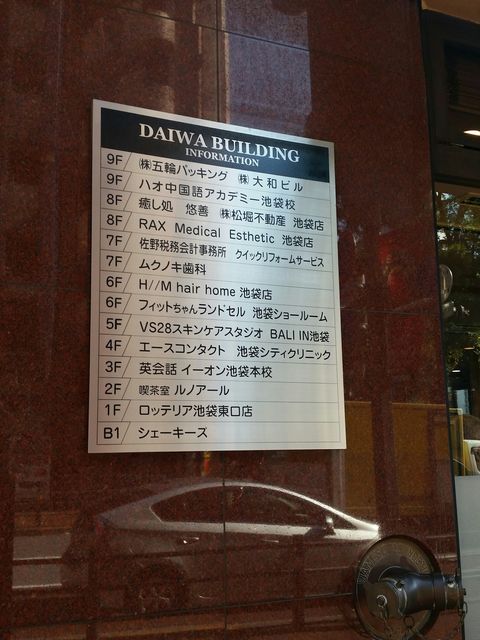 DAIWA BUILDING
INFORMATION
9F ㈱五輪パッキング ㈱大和ビル
9F ハオ中国語アカデミー池袋校
8F 癒し処 悠善 ㈱松堀不動産 池袋店
8F RAX Medical Esthetic 池袋店
7F 佐野税務会計事務所 クイックリフォームサービス
7F ムクノキ歯科
6F H//M hair home 池袋店
6F フィットちゃんランドセル 池袋ショールーム
5F VS28スキンケアスタジオ BALI IN池袋
4F エースコンタクト 池袋シティクリニック
3F 英会話 イーオン池袋本校
2F 喫茶室 ルノアール
1F ロッテリア池袋東口店
B1 シェーキーズ